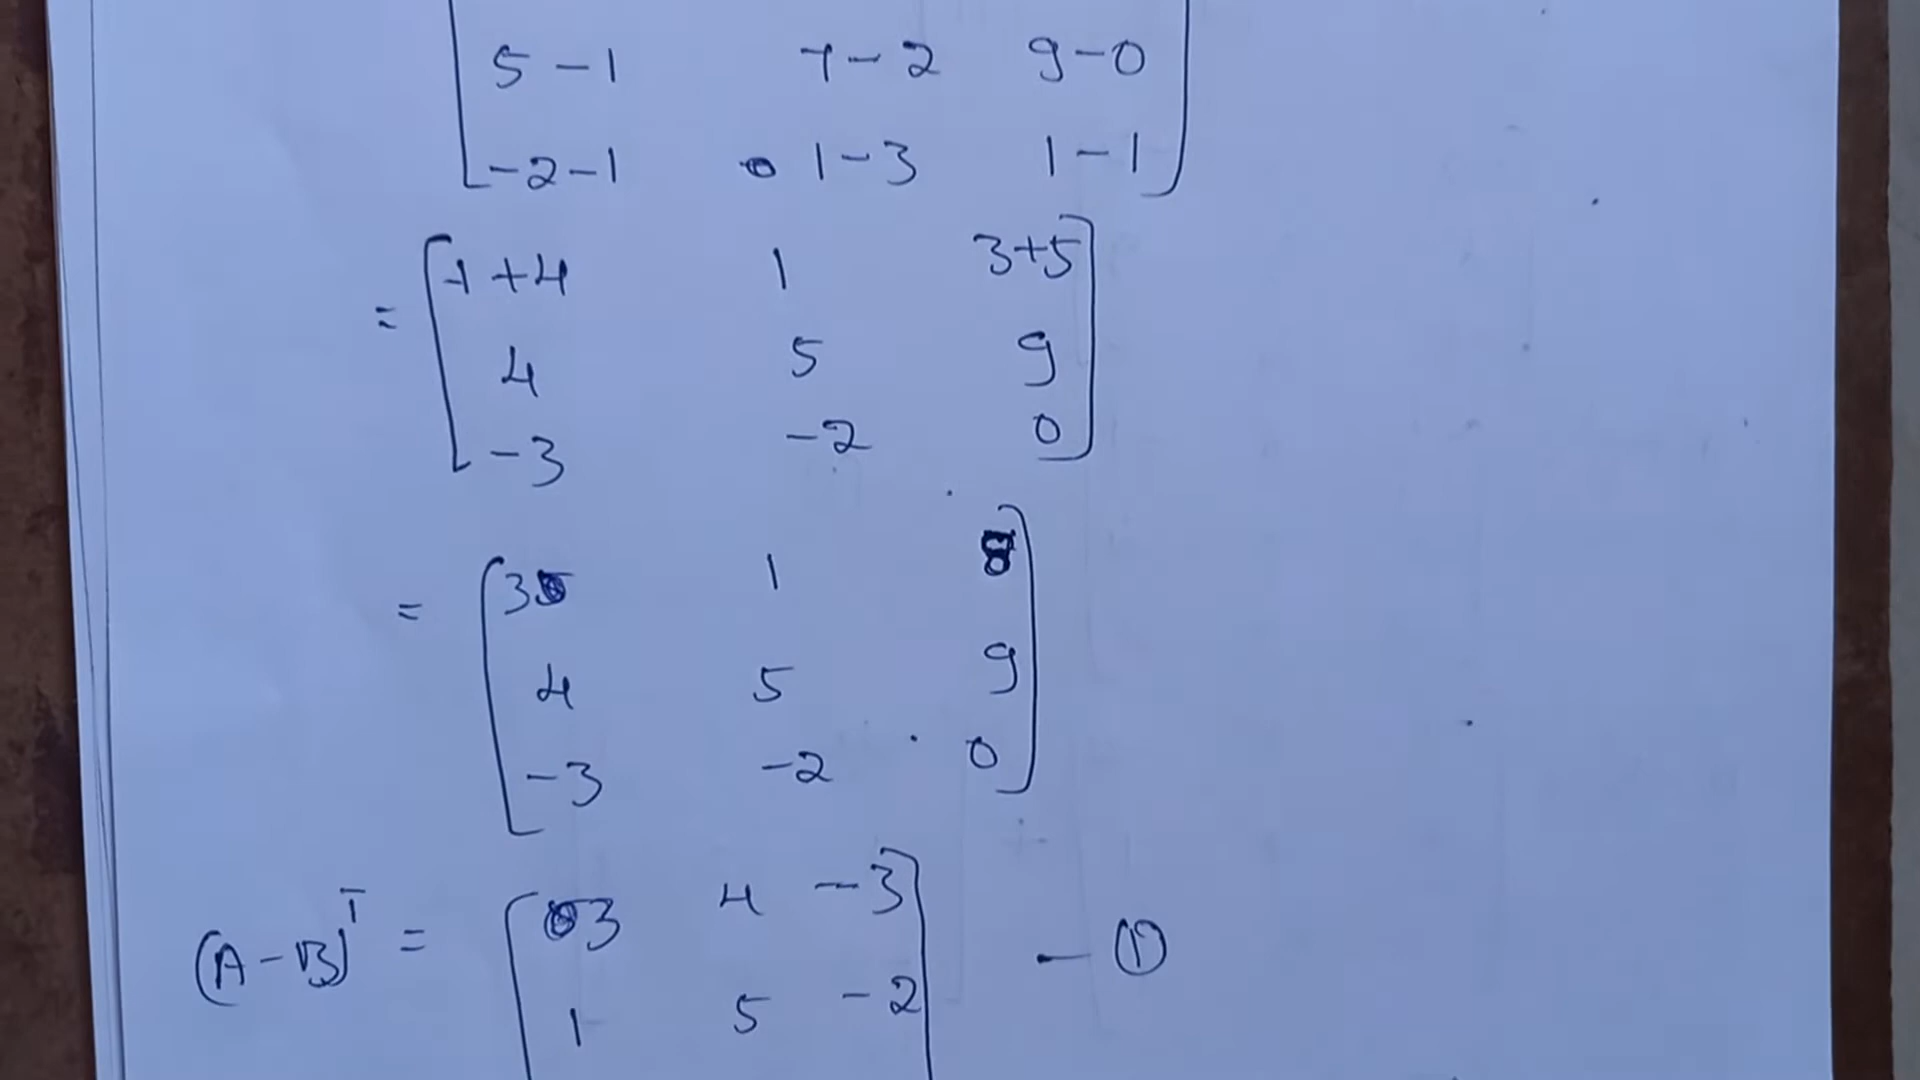 5-1 7-2 9-0
-2-1 1-3 1-1
= -1+4 1 3+5
4 5 9
-3 -2 0
= 3 1 8
4 5 9
-3 -2 0
(A-B)ᵀ = 3 4 -3 - ①
1 5 -2